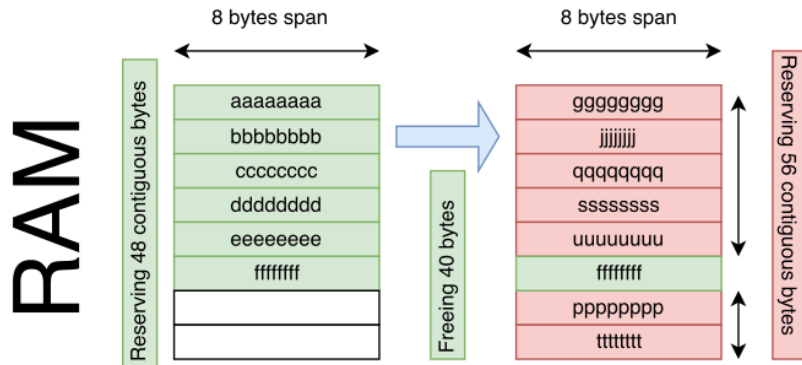 8 bytes span
8 bytes span
RAM
Reserving 48 contiguous bytes
aaaaaaaa
bbbbbbbb
cccccccc
dddddddd
eeeeeeee
ffffffff
Freeing 40 bytes
gggggggg
jjjjjjjj
qqqqqqqq
ssssssss
uuuuuuuu
ffffffff
pppppppp
tttttttt
Reserving 56 contiguous bytes